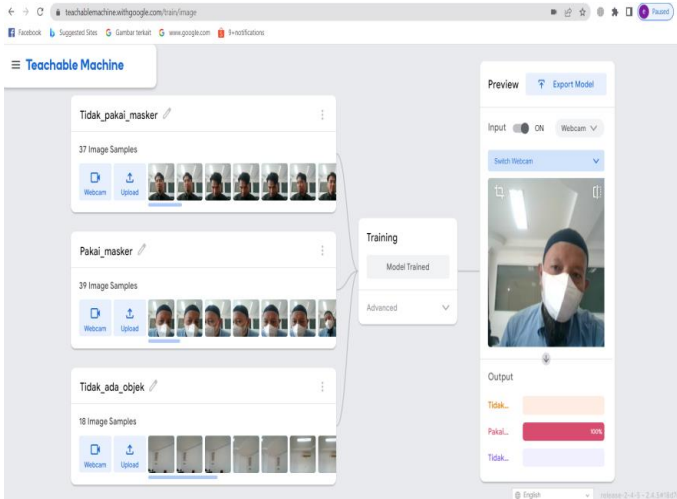 teachablemachine.withgoogle.com/train/image
Paused
Facebook
Suggested Sites
Gambar terkait
www.google.com
9+notifications
Teachable Machine
Tidak_pakai_masker
37 Image Samples
Webcam
Upload
Pakai_masker
39 Image Samples
Webcam
Upload
Tidak_ada_objek
18 Image Samples
Webcam
Upload
Training
Model Trained
Advanced
Preview
Export Model
Input
ON
Webcam
Switch Webcam
Output
Tidak...
Pakai...
100%
Tidak...
English